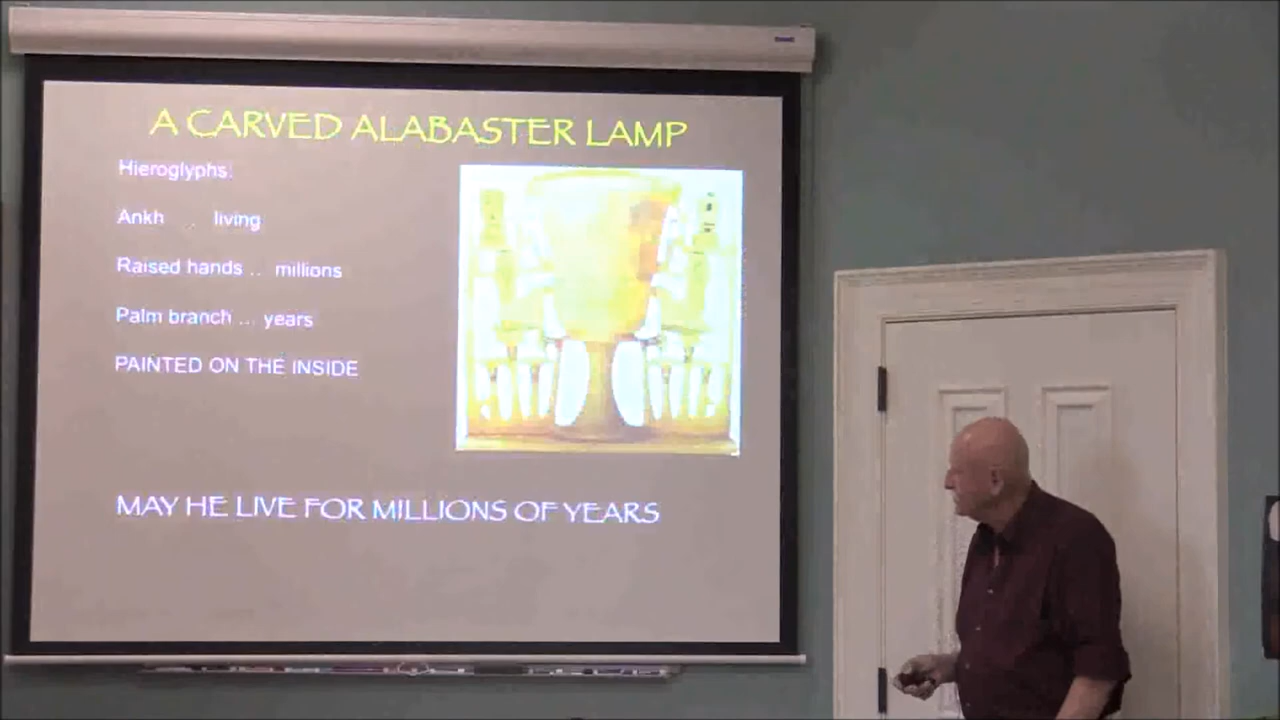 A CARVED ALABASTER LAMP
Hieroglyphs:
Ankh ... living
Raised hands ... millions
Palm branch ... years
PAINTED ON THE INSIDE
MAY HE LIVE FOR MILLIONS OF YEARS